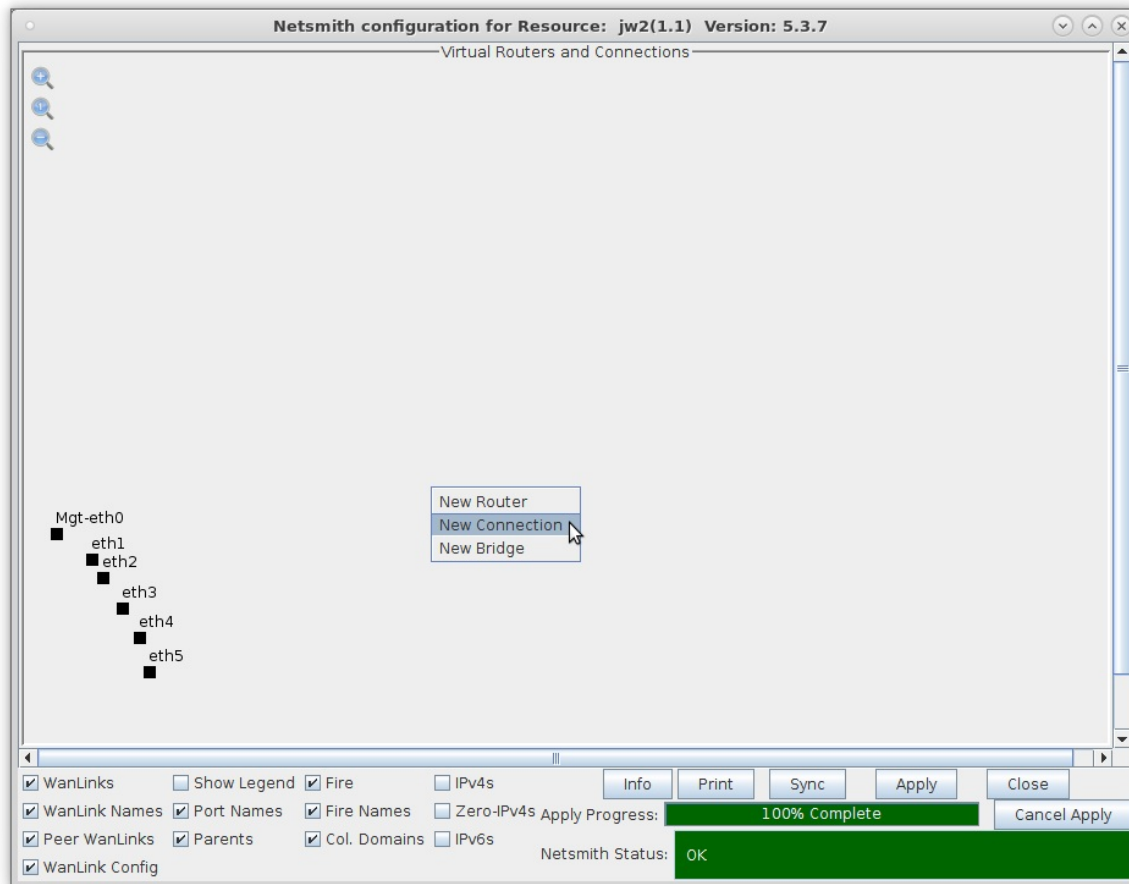 Netsmith configuration for Resource: jw2(1.1) Version: 5.3.7
Virtual Routers and Connections
New Router
New Connection
New Bridge
Mgt-eth0
eth1
eth2
eth3
eth4
eth5
WanLinks Show Legend Fire IPv4s Info Print Sync Apply Close
WanLink Names Port Names Fire Names Zero-IPv4s Apply Progress: 100% Complete Cancel Apply
Peer WanLinks Parents Col. Domains IPv6s Netsmith Status: OK
WanLink Config